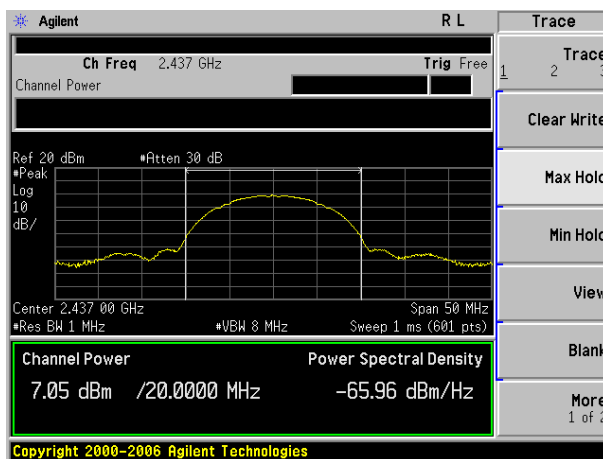 Agilent R L Trace
Ch Freq 2.437 GHz Trig Free
Channel Power
Trace
1 2 3
Clear Write
Ref 20 dBm #Atten 30 dB
#Peak
Log
10
dB/
Max Hold
Min Hold
View
Center 2.437 00 GHz Span 50 MHz
#Res BW 1 MHz #VBW 8 MHz Sweep 1 ms (601 pts)
Channel Power Power Spectral Density
7.05 dBm /20.0000 MHz -65.96 dBm/Hz
Blank
More
1 of 2
Copyright 2000-2006 Agilent Technologies